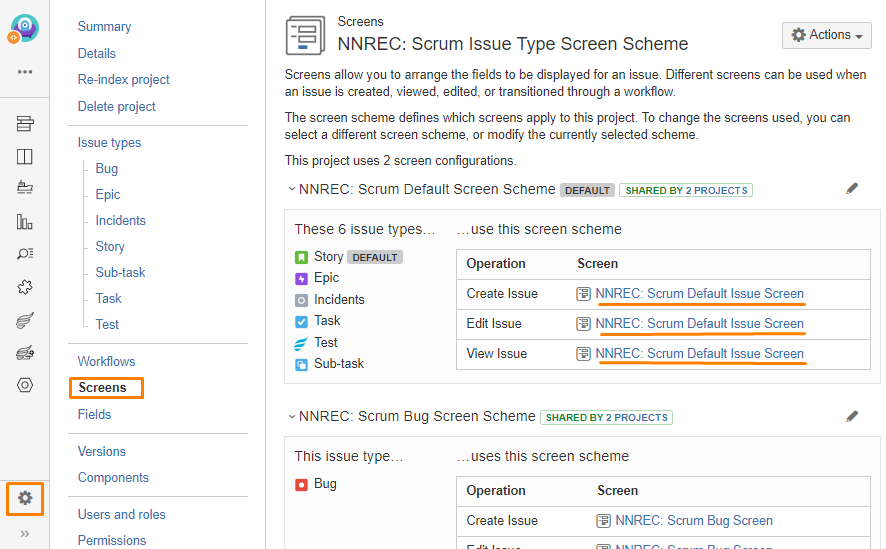 Summary
Details
Re-index project
Delete project
Issue types
Bug
Epic
Incidents
Story
Sub-task
Task
Test
Workflows
Screens
Fields
Versions
Components
Users and roles
Permissions
Screens
NNREC: Scrum Issue Type Screen Scheme
Actions
Screens allow you to arrange the fields to be displayed for an issue. Different screens can be used when
an issue is created, viewed, edited, or transitioned through a workflow.
The screen scheme defines which screens apply to this project. To change the screens used, you can
select a different screen scheme, or modify the currently selected scheme.
This project uses 2 screen configurations.
NNREC: Scrum Default Screen Scheme DEFAULT SHARED BY 2 PROJECTS
These 6 issue types… …use this screen scheme
Story DEFAULT
Epic
Incidents
Task
Test
Sub-task
Operation Screen
Create Issue NNREC: Scrum Default Issue Screen
Edit Issue NNREC: Scrum Default Issue Screen
View Issue NNREC: Scrum Default Issue Screen
NNREC: Scrum Bug Screen Scheme SHARED BY 2 PROJECTS
This issue type… …uses this screen scheme
Bug
Operation Screen
Create Issue NNREC: Scrum Bug Screen
Edit Issue NNREC: Scrum Bug Screen